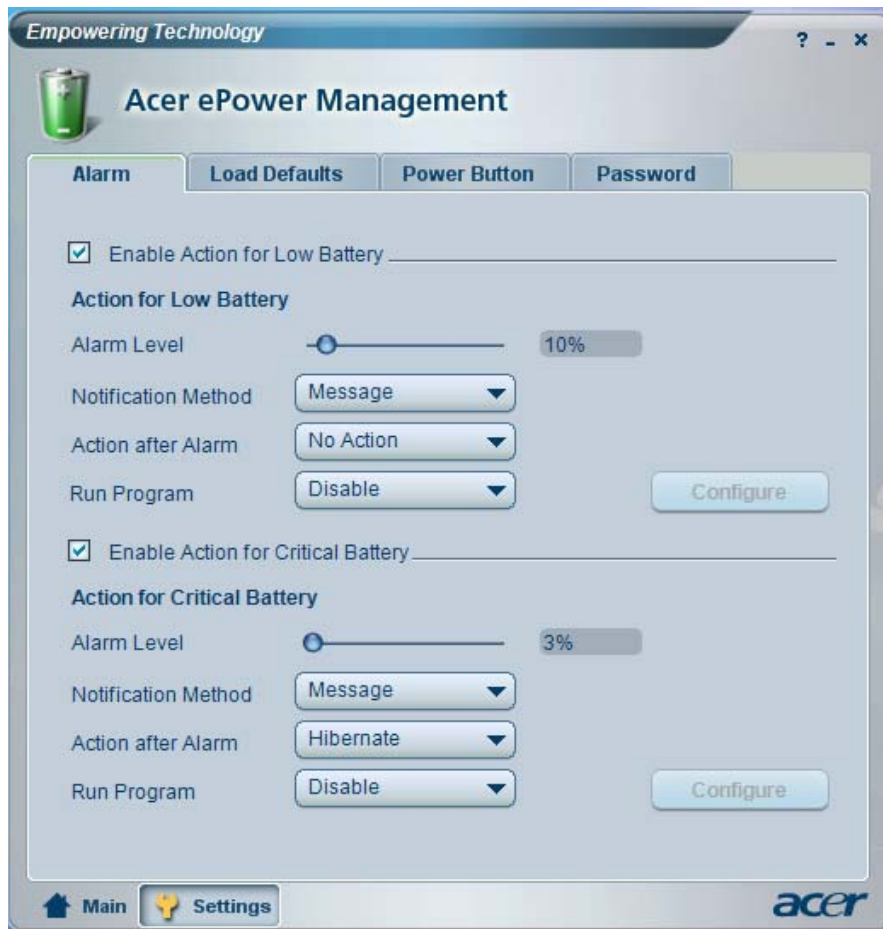 Empowering Technology
? - ×
Acer ePower Management
Alarm Load Defaults Power Button Password
Enable Action for Low Battery
Action for Low Battery
Alarm Level 10%
Notification Method Message
Action after Alarm No Action
Run Program Disable Configure
Enable Action for Critical Battery
Action for Critical Battery
Alarm Level 3%
Notification Method Message
Action after Alarm Hibernate
Run Program Disable Configure
Main Settings acer